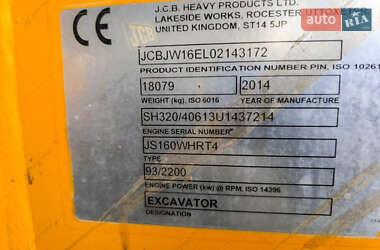 RIA
J.C.B. HEAVY PRODUCTS LTD.
LAKESIDE WORKS, ROCESTER UTTOXETER
UNITED KINGDOM, ST14 5JP
CE
JCB
JCBJW16EL02143172
PRODUCT IDENTIFICATION NUMBER PIN, ISO 10261
18079 2014
WEIGHT (kg), ISO 6016 YEAR OF MANUFACTURE
SH320/40613U1437214
ENGINE SERIAL NUMBER
JS160WHRT4
TYPE
93/2200
ENGINE POWER (kW) @ RPM, ISO 14396
EXCAVATOR
DESIGNATION